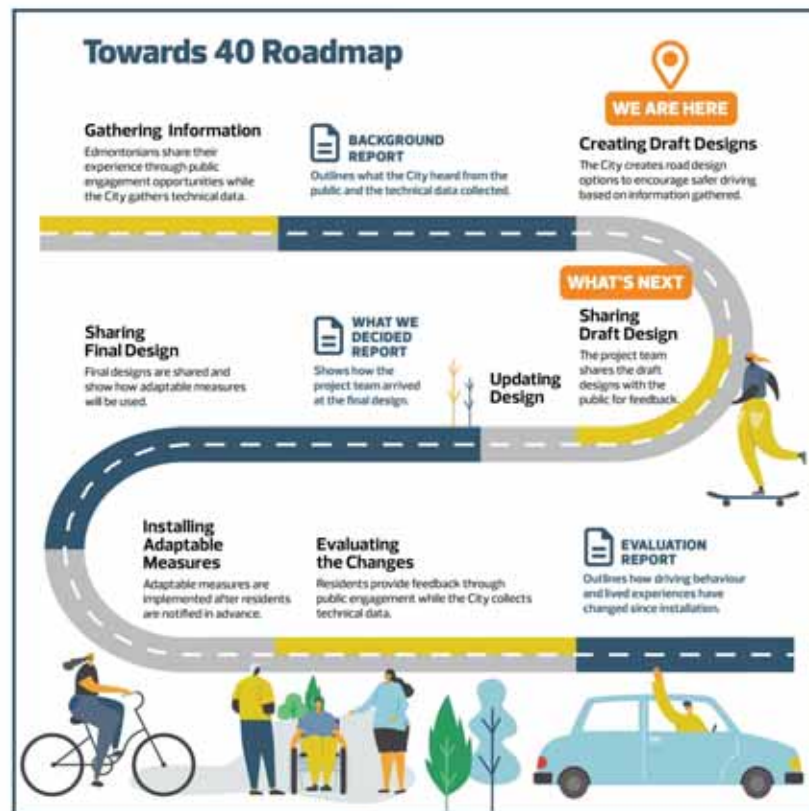 Towards 40 Roadmap
WE ARE HERE
Gathering Information
Edmontonians share their
experience through public
engagement opportunities while
the City gathers technical data.
BACKGROUND
REPORT
Outlines what the City heard from the
public and the technical data collected.
Creating Draft Designs
The City creates road design
options to encourage safer driving
based on information gathered.
WHAT'S NEXT
Sharing
Draft Design
The project team
shares the draft
designs with the
public for feedback.
Updating
Design
WHAT WE
DECIDED
REPORT
Shows how the
project team arrived
at the final design.
Sharing
Final Design
Final designs are shared and
show how adaptable measures
will be used.
Installing
Adaptable
Measures
Adaptable measures are
implemented after residents
are notified in advance.
Evaluating
the Changes
Residents provide feedback through
public engagement while the City collects
technical data.
EVALUATION
REPORT
Outlines how driving behaviour
and lived experiences have
changed since installation.